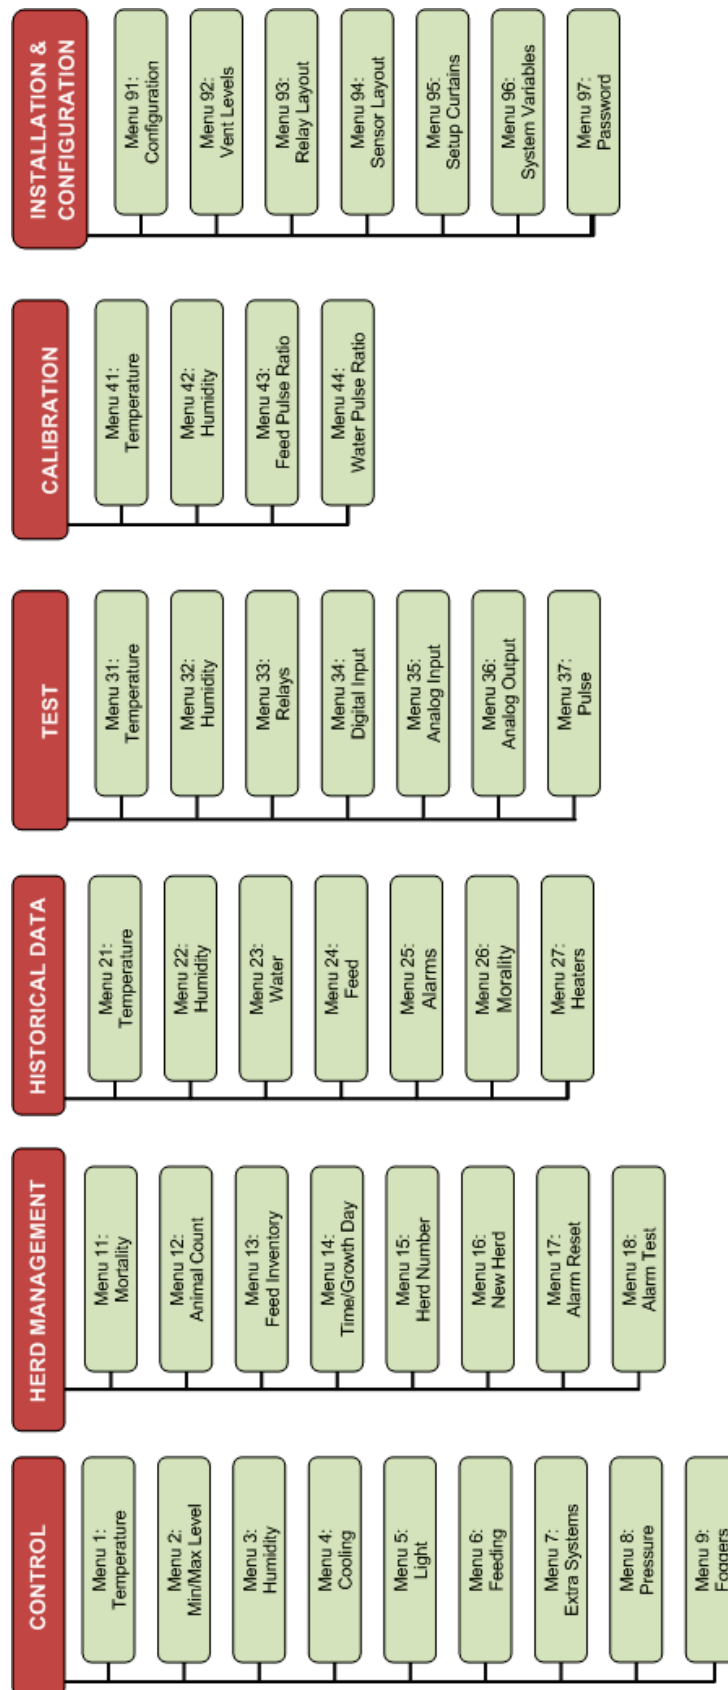 CONTROL
Menu 1:
Temperature
Menu 2:
Min/Max Level
Menu 3:
Humidity
Menu 4:
Cooling
Menu 5:
Light
Menu 6:
Feeding
Menu 7:
Extra Systems
Menu 8:
Pressure
Menu 9:
Foggers
HERD MANAGEMENT
Menu 11:
Mortality
Menu 12:
Animal Count
Menu 13:
Feed Inventory
Menu 14:
Time/Growth Day
Menu 15:
Herd Number
Menu 16:
New Herd
Menu 17:
Alarm Reset
Menu 18:
Alarm Test
HISTORICAL DATA
Menu 21:
Temperature
Menu 22:
Humidity
Menu 23:
Water
Menu 24:
Feed
Menu 25:
Alarms
Menu 26:
Morality
Menu 27:
Heaters
TEST
Menu 31:
Temperature
Menu 32:
Humidity
Menu 33:
Relays
Menu 34:
Digital Input
Menu 35:
Analog Input
Menu 36:
Analog Output
Menu 37:
Pulse
CALIBRATION
Menu 41:
Temperature
Menu 42:
Humidity
Menu 43:
Feed Pulse Ratio
Menu 44:
Water Pulse Ratio
INSTALLATION &
CONFIGURATION
Menu 91:
Configuration
Menu 92:
Vent Levels
Menu 93:
Relay Layout
Menu 94:
Sensor Layout
Menu 95:
Setup Curtains
Menu 96:
System Variables
Menu 97:
Password